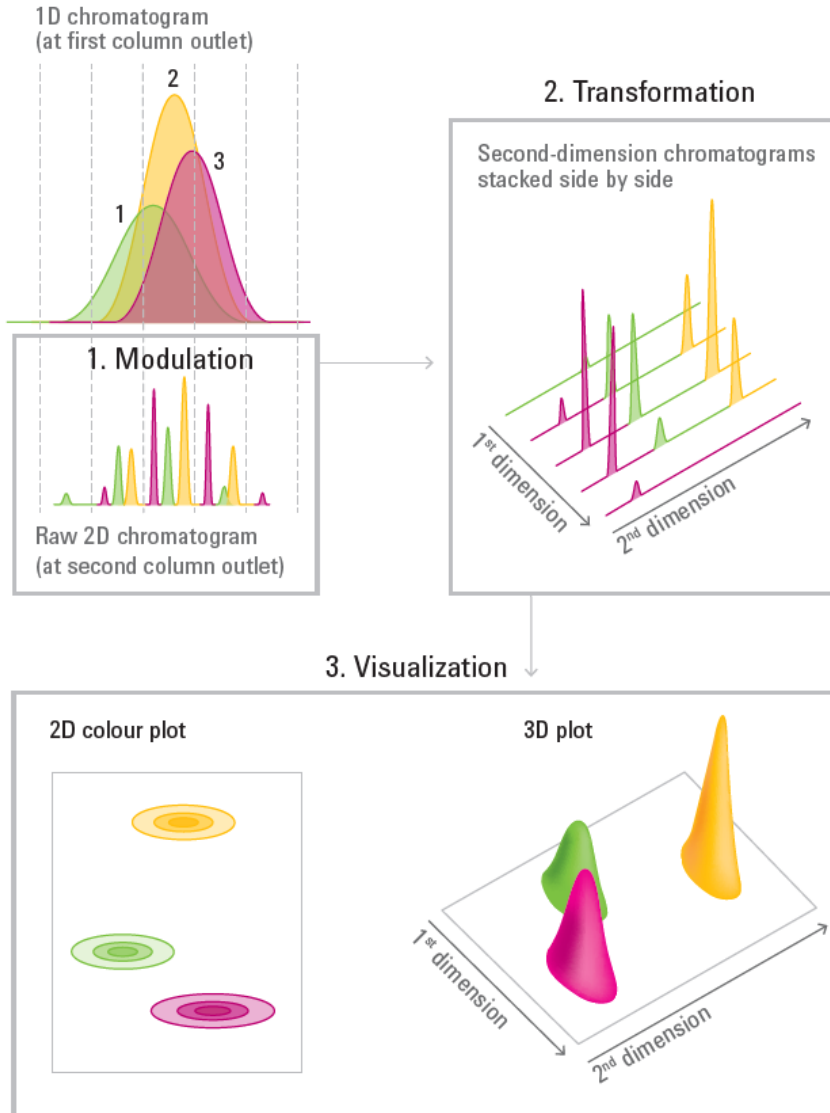 1D chromatogram
(at first column outlet)
2
3
1
1. Modulation
Raw 2D chromatogram
(at second column outlet)
2. Transformation
Second-dimension chromatograms
stacked side by side
1st dimension
2nd dimension
3. Visualization
2D colour plot
3D plot
1st dimension
2nd dimension